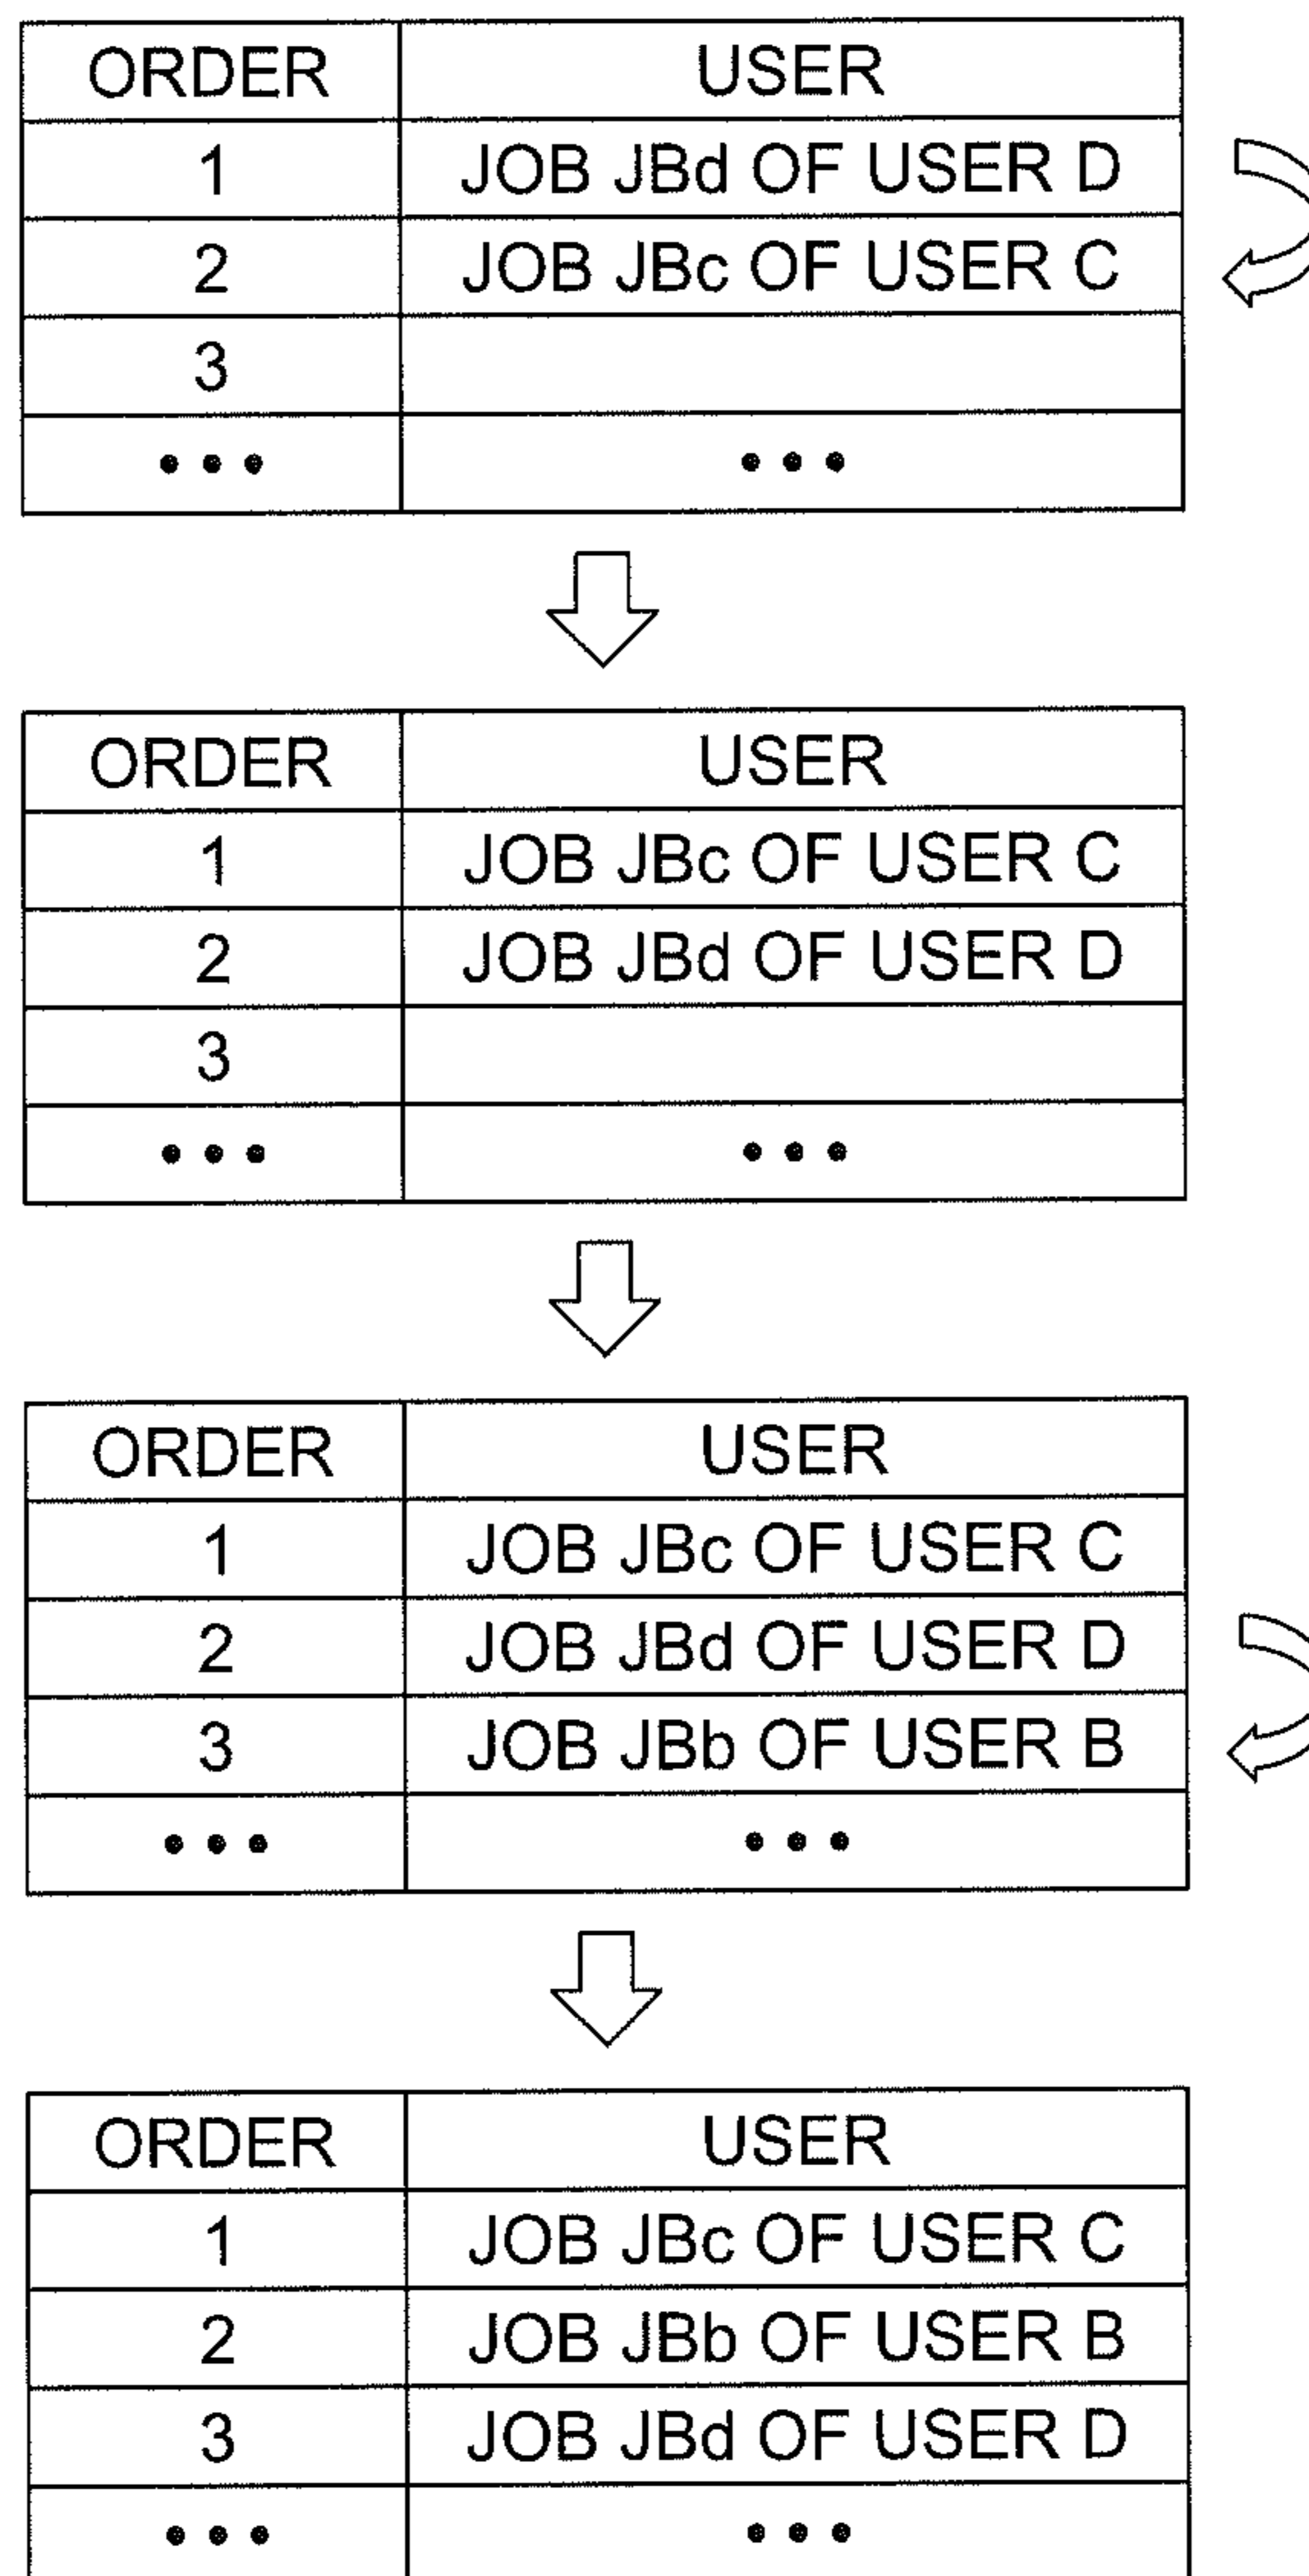 ORDER USER
1 JOB JBd OF USER D
2 JOB JBc OF USER C
3
••• •••
ORDER USER
1 JOB JBc OF USER C
2 JOB JBd OF USER D
3
••• •••
ORDER USER
1 JOB JBc OF USER C
2 JOB JBd OF USER D
3 JOB JBb OF USER B
••• •••
ORDER USER
1 JOB JBc OF USER C
2 JOB JBb OF USER B
3 JOB JBd OF USER D
••• •••